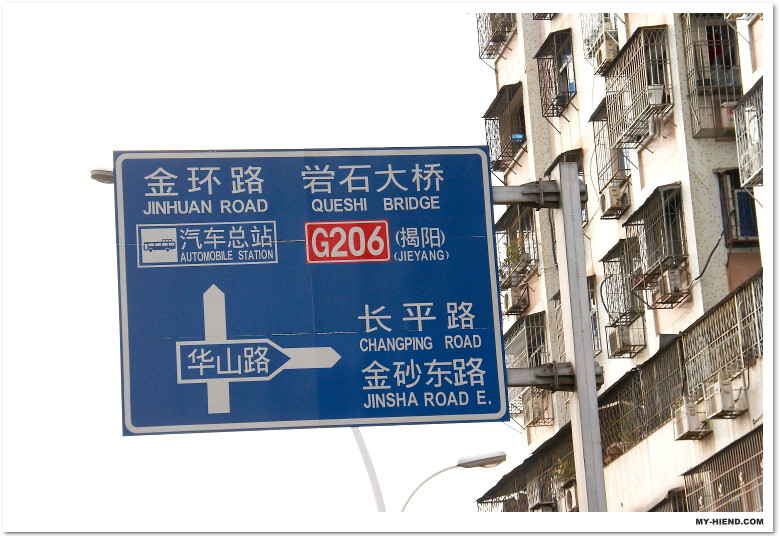 金环路 岩石大桥
JINHUAN ROAD QUESHI BRIDGE
汽车总站 G206 (揭阳)
AUTOMOBILE STATION (JIEYANG)
长平路
CHANGPING ROAD
华山路 金砂东路
JINSHA ROAD E.
MY-HIEND.COM